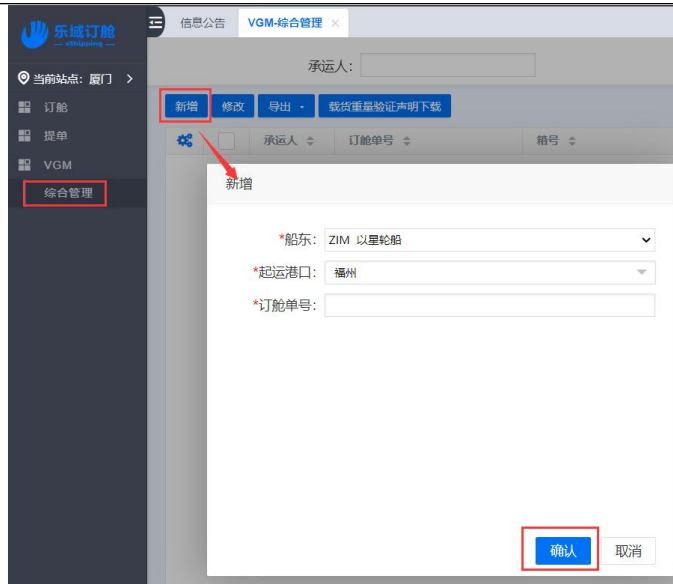 乐域订舱
eShipping
当前站点：厦门 >
订舱
提单
VGM
综合管理
信息公告 VGM-综合管理 ×
承运人：
新增 修改 导出 载货重量验证声明下载
承运人 订舱单号 箱号
新增
*船东： ZIM 以星轮船
*起运港口： 福州
*订舱单号：
确认 取消